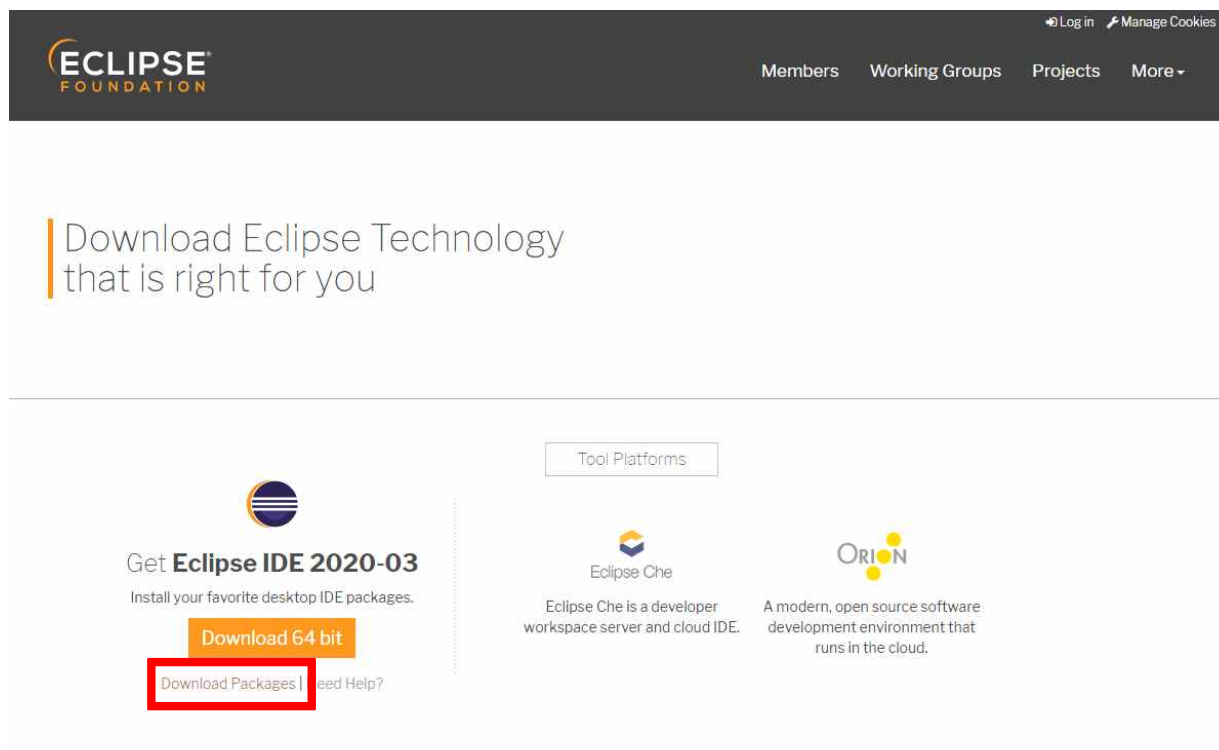 Log in Manage Cookies
ECLIPSE®
FOUNDATION
Members Working Groups Projects More
Download Eclipse Technology
that is right for you
Tool Platforms
Get Eclipse IDE 2020-03
Install your favorite desktop IDE packages.
Download 64 bit
Download Packages | eed Help?
Eclipse Che
Eclipse Che is a developer
workspace server and cloud IDE.
ORION
A modern, open source software
development environment that
runs in the cloud.